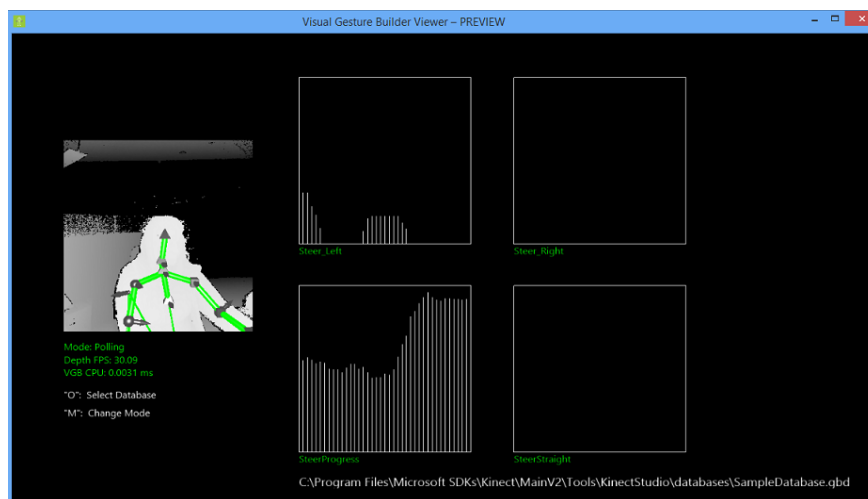 Visual Gesture Builder Viewer – PREVIEW
Steer_Left
Steer_Right
Mode: Polling
Depth FPS: 30.09
VGB CPU: 0.0031 ms
"O": Select Database
"M": Change Mode
SteerProgress
SteerStraight
C:\Program Files\Microsoft SDKs\Kinect\MainV2\Tools\KinectStudio\databases\SampleDatabase.gbd